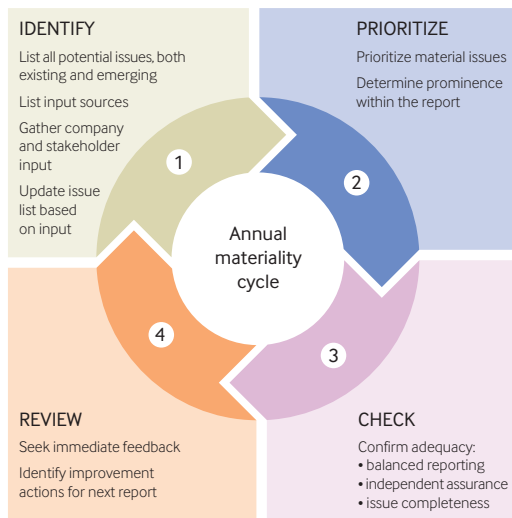 IDENTIFY
List all potential issues, both
existing and emerging
List input sources
Gather company
and stakeholder
input
Update issue
list based
on input
1
PRIORITIZE
Prioritize material issues
Determine prominence
within the report
2
Annual
materiality
cycle
4
3
REVIEW
Seek immediate feedback
Identify improvement
actions for next report
CHECK
Confirm adequacy:
• balanced reporting
• independent assurance
• issue completeness